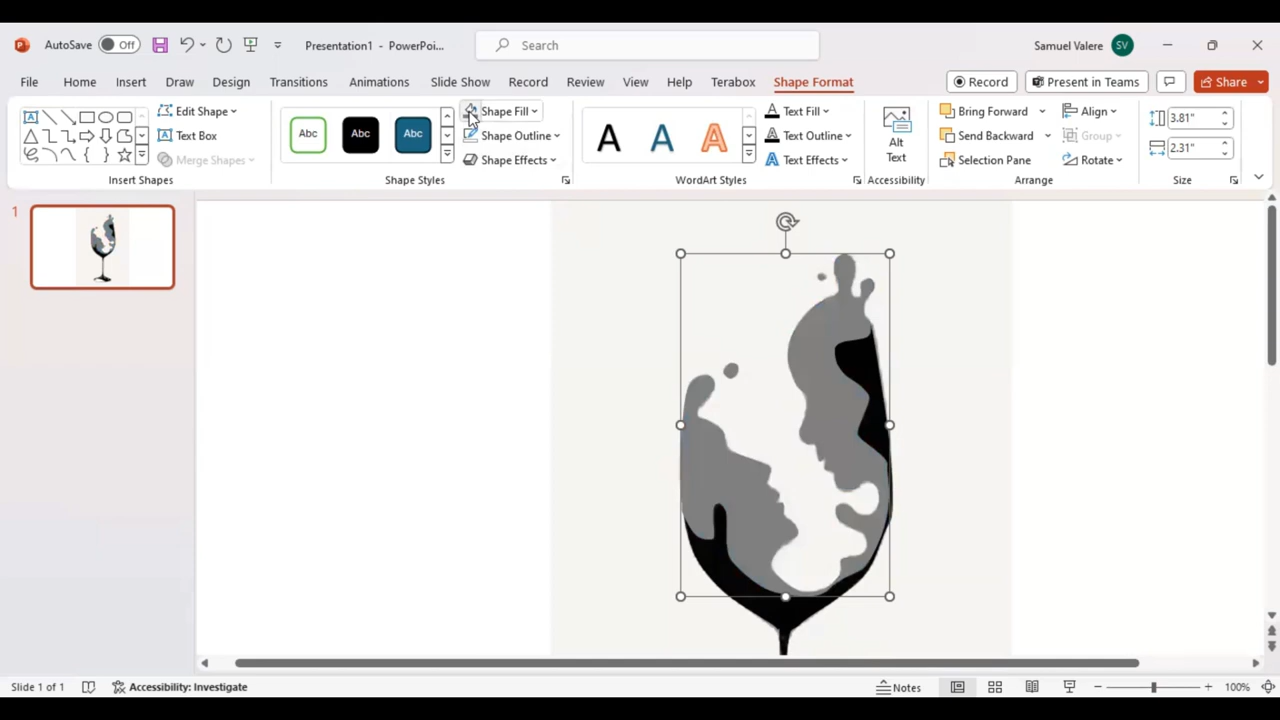 AutoSave Off Presentation1 - PowerPoi... Search Samuel Valere SV
File Home Insert Draw Design Transitions Animations Slide Show Record Review View Help Terabox Shape Format Record Present in Teams Share
Edit Shape
Text Box
Merge Shapes
Insert Shapes
Abc Abc Abc
Shape Fill
Shape Outline
Shape Effects
Shape Styles
A A A
Text Fill
Text Outline
Text Effects
WordArt Styles
Alt
Text
Accessibility
Bring Forward
Send Backward
Selection Pane
Align
Group
Rotate
Arrange
3.81"
2.31"
Size
1
Slide 1 of 1 Accessibility: Investigate Notes 100%